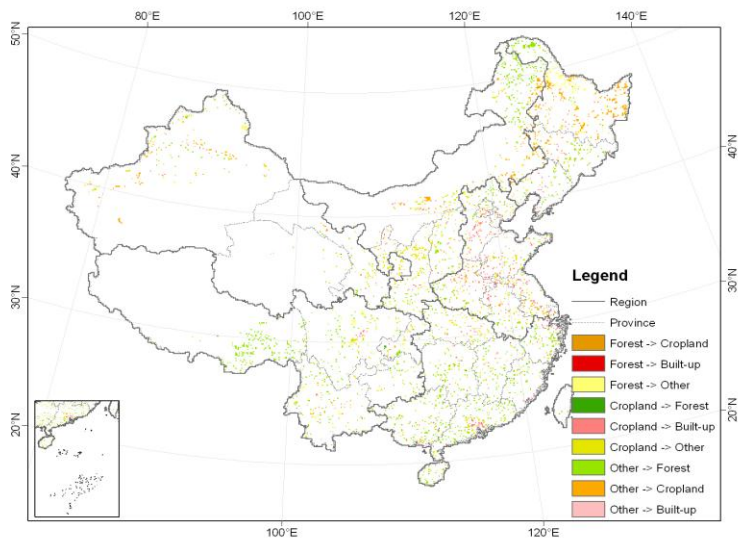 80°E
100°E
120°E
140°E
50°N
40°N
30°N
20°N
40°N
30°N
20°N
100°E
120°E
Legend
Region
Province
Forest -> Cropland
Forest -> Built-up
Forest -> Other
Cropland -> Forest
Cropland -> Built-up
Cropland -> Other
Other -> Forest
Other -> Cropland
Other -> Built-up